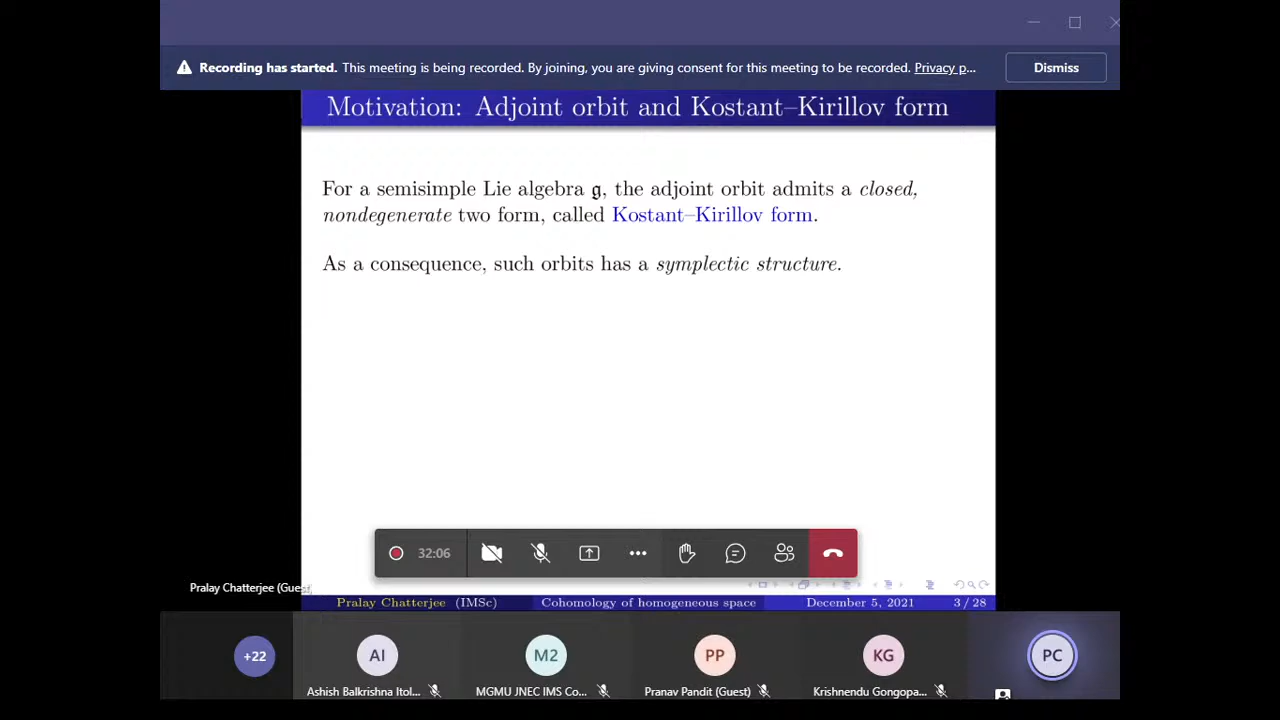 Recording has started. This meeting is being recorded. By joining, you are giving consent for this meeting to be recorded. Privacy p... Dismiss
Motivation: Adjoint orbit and Kostant–Kirillov form
For a semisimple Lie algebra 𝔤, the adjoint orbit admits a closed,
nondegenerate two form, called Kostant–Kirillov form.
As a consequence, such orbits has a symplectic structure.
32:06
Pralay Chatterjee (Guest)
Pralay Chatterjee (IMSc) Cohomology of homogeneous space December 5, 2021 3 / 28
+22 AI M2 PP KG PC
Ashish Balkrishna Itol... MGMU JNEC IMS Co... Pranav Pandit (Guest) Krishnendu Gongopa...